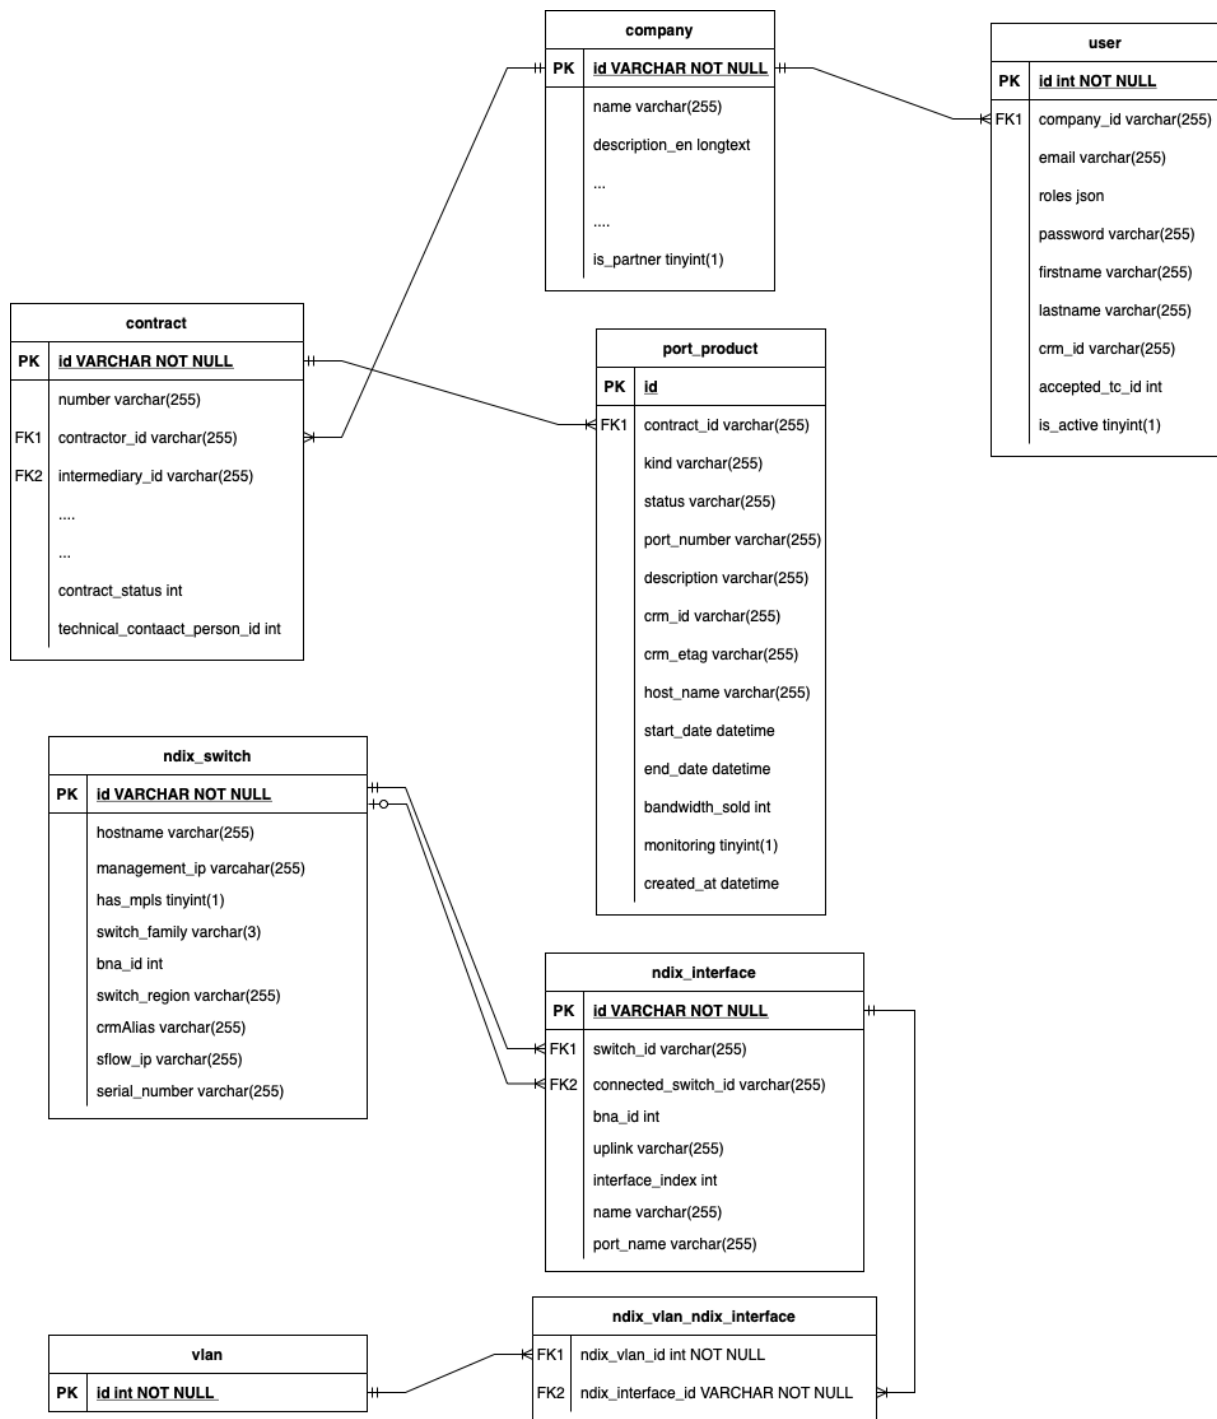 company
PK id VARCHAR NOT NULL
name varchar(255)
description_en longtext
...
....
is_partner tinyint(1)
user
PK id int NOT NULL
FK1 company_id varchar(255)
email varchar(255)
roles json
password varchar(255)
firstname varchar(255)
lastname varchar(255)
crm_id varchar(255)
accepted_tc_id int
is_active tinyint(1)
contract
PK id VARCHAR NOT NULL
number varchar(255)
FK1 contractor_id varchar(255)
FK2 intermediary_id varchar(255)
....
...
contract_status int
technical_contaact_person_id int
port_product
PK id
FK1 contract_id varchar(255)
kind varchar(255)
status varchar(255)
port_number varchar(255)
description varchar(255)
crm_id varchar(255)
crm_etag varchar(255)
host_name varchar(255)
start_date datetime
end_date datetime
bandwidth_sold int
monitoring tinyint(1)
created_at datetime
ndix_switch
PK id VARCHAR NOT NULL
hostname varchar(255)
management_ip varcahar(255)
has_mpls tinyint(1)
switch_family varchar(3)
bna_id int
switch_region varchar(255)
crmAlias varchar(255)
sflow_ip varchar(255)
serial_number varchar(255)
ndix_interface
PK id VARCHAR NOT NULL
FK1 switch_id varchar(255)
FK2 connected_switch_id varchar(255)
bna_id int
uplink varchar(255)
interface_index int
name varchar(255)
port_name varchar(255)
vlan
PK id int NOT NULL
ndix_vlan_ndix_interface
FK1 ndix_vlan_id int NOT NULL
FK2 ndix_interface_id VARCHAR NOT NULL